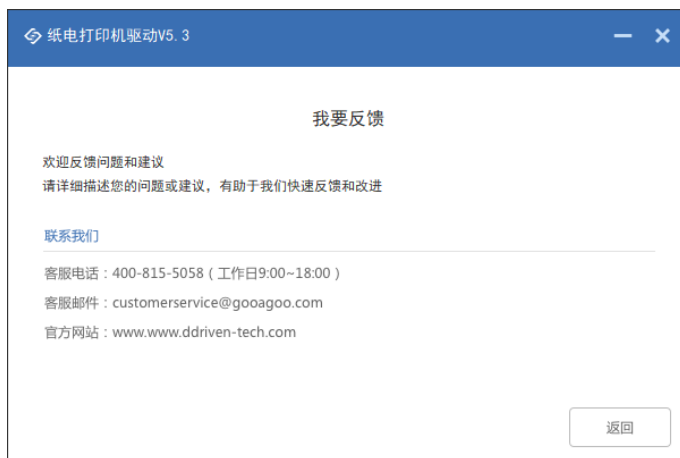 纸电打印机驱动V5.3
我要反馈
欢迎反馈问题和建议
请详细描述您的问题或建议，有助于我们快速反馈和改进
联系我们
客服电话：400-815-5058（工作日9:00~18:00）
客服邮件：customerservice@gooagoo.com
官方网站：www.www.ddriven-tech.com
返回